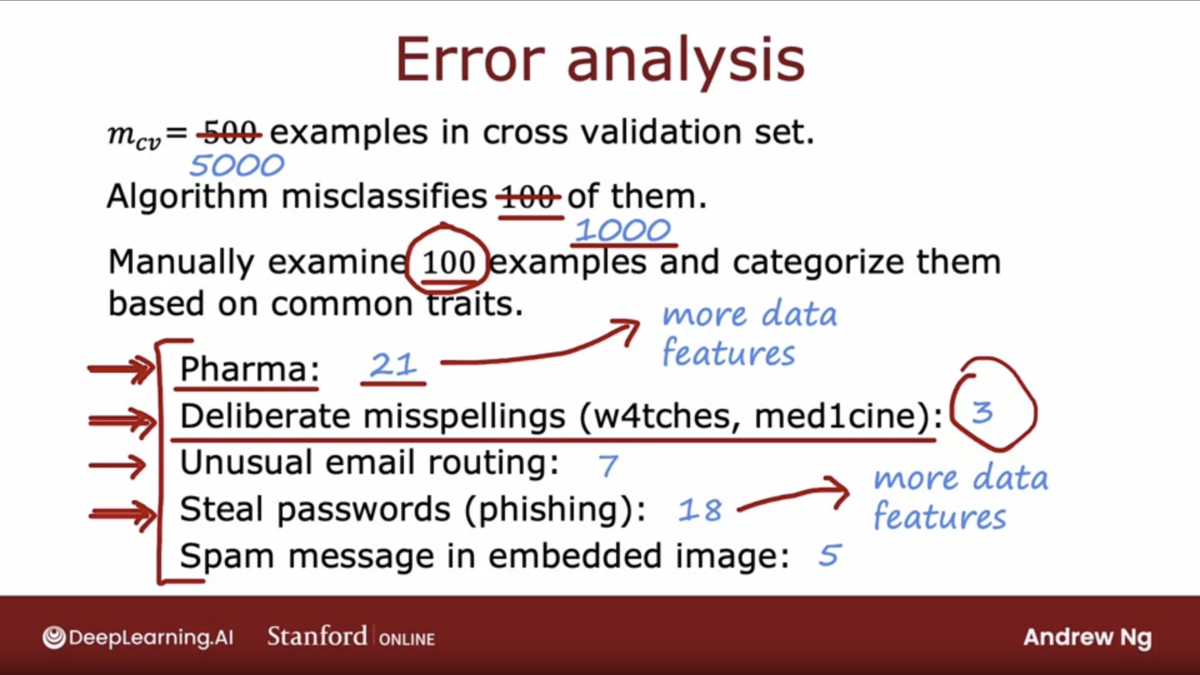 Error analysis
m_cv = 500 examples in cross validation set.
5000
Algorithm misclassifies 100 of them.
1000
Manually examine 100 examples and categorize them
based on common traits.
more data
features
Pharma: 21
Deliberate misspellings (w4tches, med1cine): 3
Unusual email routing: 7
more data
features
Steal passwords (phishing): 18
Spam message in embedded image: 5
DeepLearning.AI Stanford ONLINE Andrew Ng